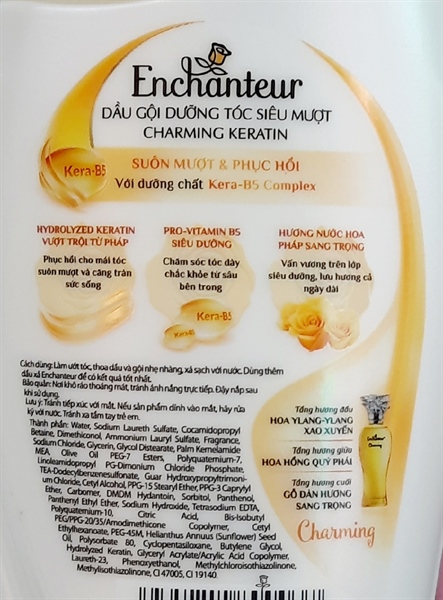 Enchanteur
DẦU GỘI DƯỠNG TÓC SIÊU MƯỢT
CHARMING KERATIN
SUÔN MƯỢT & PHỤC HỒI
Kera-B5
Với dưỡng chất Kera-B5 Complex
HYDROLYZED KERATIN
VƯỢT TRỘI TỪ PHÁP
Phục hồi cho mái tóc
suôn mượt và căng tràn
sức sống
PRO-VITAMIN B5
SIÊU DƯỠNG
Chăm sóc tóc dày
chắc khỏe từ sâu
bên trong
Kera-B5
HƯƠNG NƯỚC HOA
PHÁP SANG TRỌNG
Vấn vương trên lớp
siêu dưỡng, lưu hương cả
ngày dài
Cách dùng: Làm ướt tóc, thoa dầu và gội nhẹ nhàng, xả sạch với nước. Dùng thêm
dầu xả Enchanteur để có kết quả tốt nhất.
Bảo quản: Nơi khô ráo thoáng mát, tránh ánh nắng trực tiếp. Đậy nắp sau
khi sử dụng.
Lưu ý: Tránh tiếp xúc với mắt. Nếu sản phẩm dính vào mắt, hãy rửa
kỹ với nước. Tránh xa tầm tay trẻ em.
Thành phần: Water, Sodium Laureth Sulfate, Cocamidopropyl
Betaine, Dimethiconol, Ammonium Lauryl Sulfate, Fragrance,
Sodium Chloride, Glycerin, Glycol Distearate, Palm Kernelamide
MEA, Olive Oil PEG-7 Esters, Polyquaternium-7,
Linoleamidopropyl PG-Dimonium Chloride Phosphate,
TEA-Dodecylbenzenesulfonate, Guar Hydroxypropyltrimonium
Chloride, Cetyl Alcohol, PPG-15 Stearyl Ether, PPG-3 Caprylyl
Ether, Carbomer, DMDM Hydantoin, Sorbitol, Panthenol,
Panthenyl Ethyl Ether, Sodium Hydroxide, Tetrasodium EDTA,
Polyquaternium-10, Citric Acid, Bis-Isobutyl
PEG/PPG-20/35/Amodimethicone Copolymer, Cetyl
Ethylhexanoate, PEG-45M, Helianthus Annuus (Sunflower) Seed
Oil, Polysorbate 80, Cyclopentasiloxane, Butylene Glycol,
Hydrolyzed Keratin, Glyceryl Acrylate/Acrylic Acid Copolymer,
Laureth-23, Phenoxyethanol, Methylchloroisothiazolinone,
Methylisothiazolinone, CI 47005, CI 19140
Tầng hương đầu
HOA YLANG-YLANG
XAO XUYẾN
Tầng hương giữa
HOA HỒNG QUÝ PHÁI
Tầng hương cuối
GỖ ĐÀN HƯƠNG
SANG TRỌNG
Enchanteur
Charming
Charming